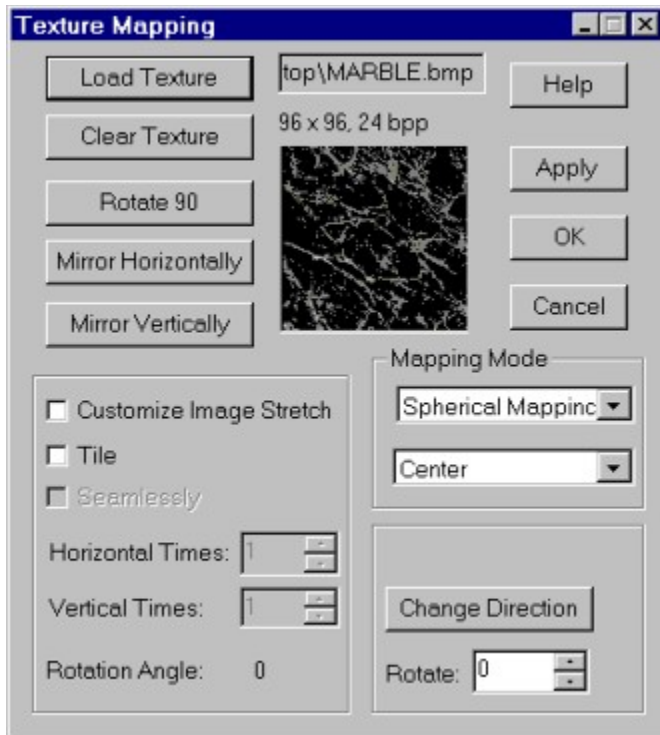 Texture Mapping
Load Texture
top\MARBLE.bmp
Help
Clear Texture
96 x 96, 24 bpp
Apply
Rotate 90
OK
Mirror Horizontally
Cancel
Mirror Vertically
Mapping Mode
Customize Image Stretch
Spherical Mapping
Tile
Center
Seamlessly
Horizontal Times: 1
Vertical Times: 1
Change Direction
Rotation Angle: 0
Rotate: 0